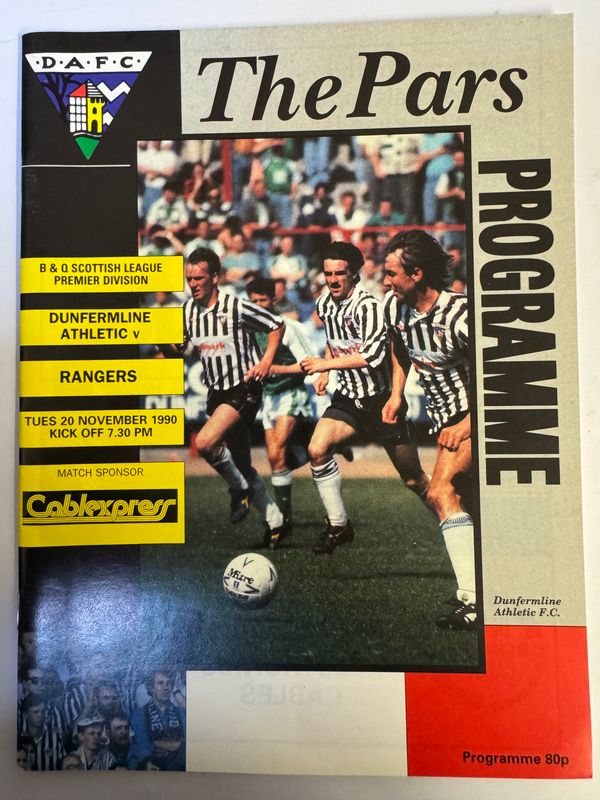 D·A·F·C
The Pars
PROGRAMME
B & Q SCOTTISH LEAGUE
PREMIER DIVISION
DUNFERMLINE
ATHLETIC v
RANGERS
TUES 20 NOVEMBER 1990
KICK OFF 7.30 PM
MATCH SPONSOR
Cablexpress
Mitre
Dunfermline
Athletic F.C.
CABLES
Programme 80p